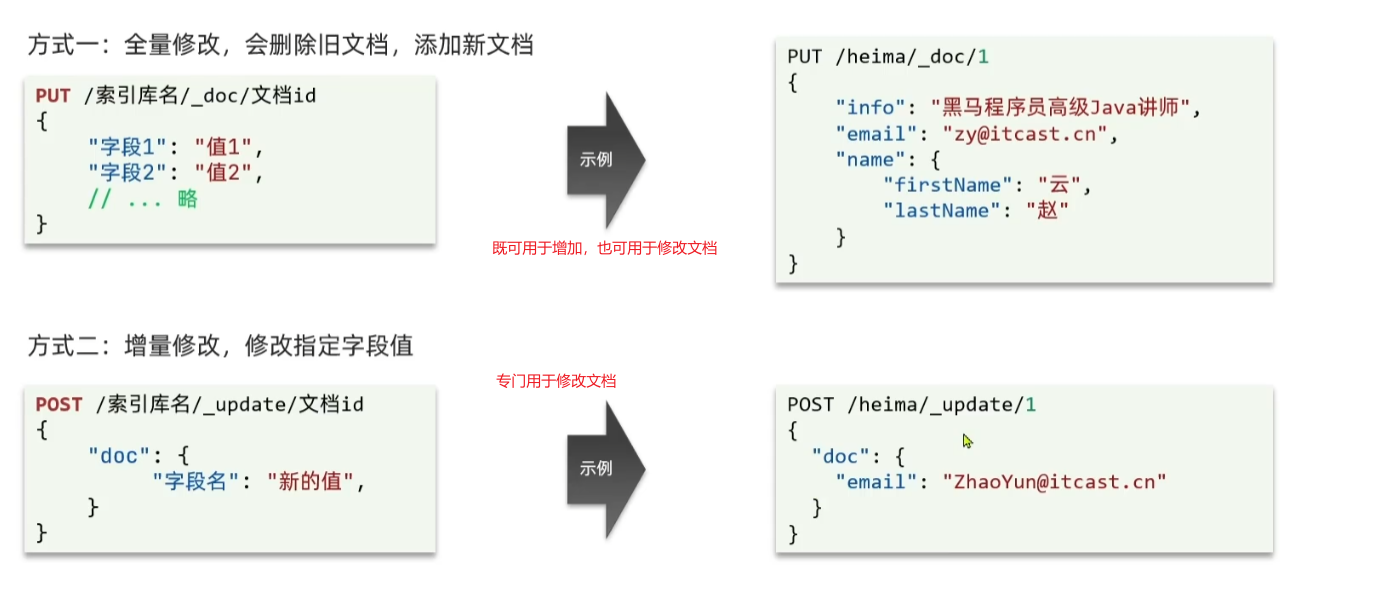 方式一：全量修改，会删除旧文档，添加新文档
PUT /索引库名/_doc/文档id
{
    "字段1": "值1",
    "字段2": "值2",
    // ... 略
}
示例
既可用于增加，也可用于修改文档
PUT /heima/_doc/1
{
    "info": "黑马程序员高级Java讲师",
    "email": "zy@itcast.cn",
    "name": {
        "firstName": "云",
        "lastName": "赵"
    }
}
方式二：增量修改，修改指定字段值
POST /索引库名/_update/文档id
{
    "doc": {
         "字段名": "新的值",
    }
}
专门用于修改文档
示例
POST /heima/_update/1
{
  "doc": {
    "email": "ZhaoYun@itcast.cn"
  }
}